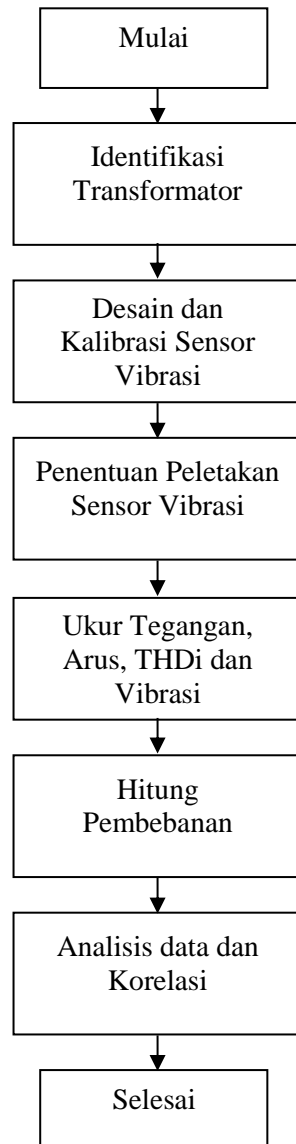 Mulai
Identifikasi
Transformator
Desain dan
Kalibrasi Sensor
Vibrasi
Penentuan Peletakan
Sensor Vibrasi
Ukur Tegangan,
Arus, THDi dan
Vibrasi
Hitung
Pembebanan
Analisis data dan
Korelasi
Selesai